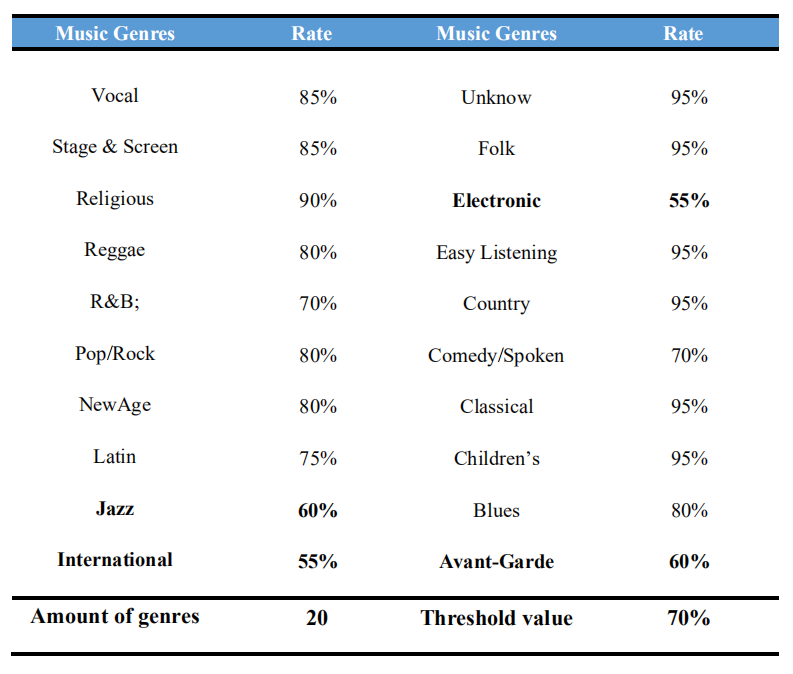 Music Genres Rate Music Genres Rate
Vocal 85% Unknow 95%
Stage & Screen 85% Folk 95%
Religious 90% Electronic 55%
Reggae 80% Easy Listening 95%
R&B; 70% Country 95%
Pop/Rock 80% Comedy/Spoken 70%
NewAge 80% Classical 95%
Latin 75% Children’s 95%
Jazz 60% Blues 80%
International 55% Avant-Garde 60%
Amount of genres 20 Threshold value 70%